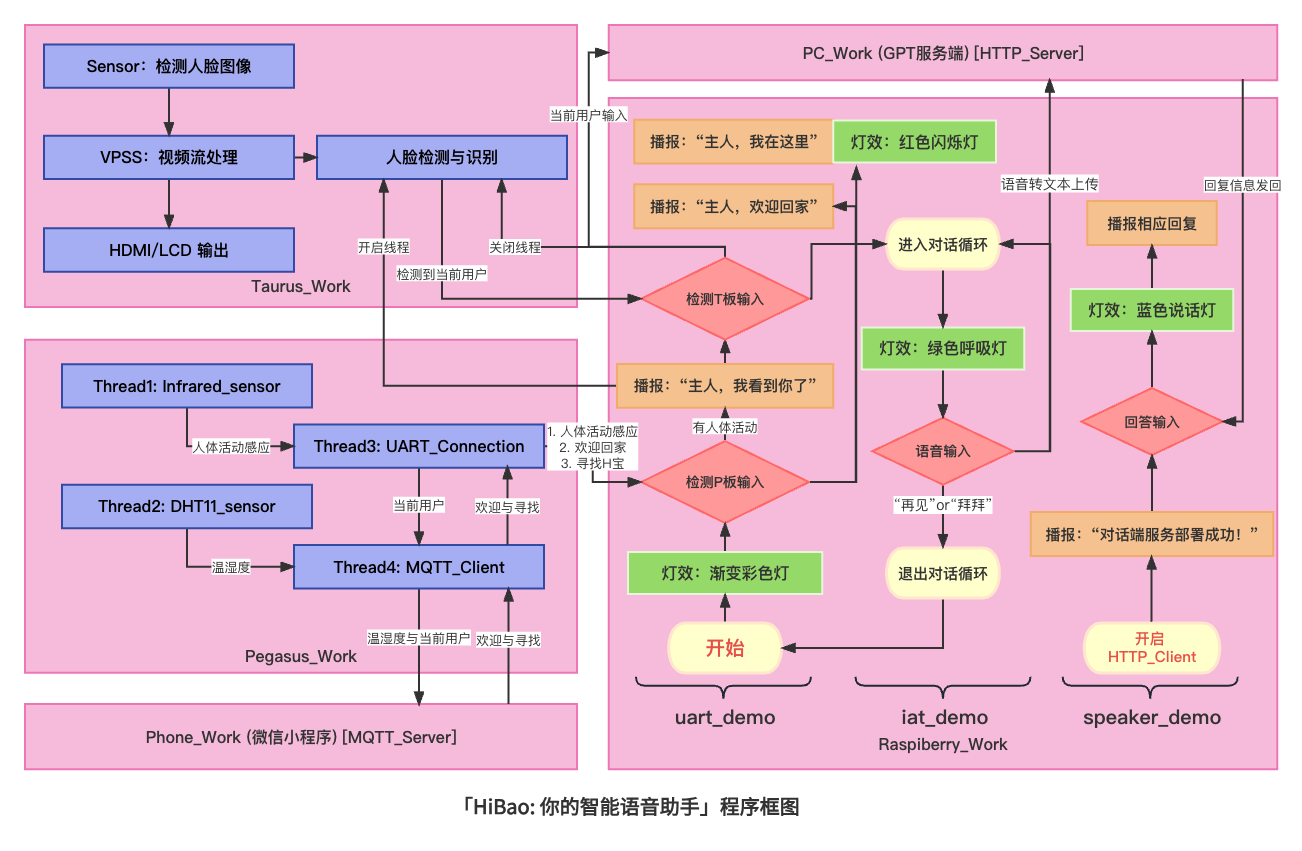 Sensor：检测人脸图像
VPSS：视频流处理
人脸检测与识别
HDMI/LCD 输出
开启线程
关闭线程
检测到当前用户
Taurus_Work
Thread1: Infrared_sensor
人体活动感应
Thread3: UART_Connection
Thread2: DHT11_sensor
当前用户
欢迎与寻找
温湿度
Thread4: MQTT_Client
温湿度与当前用户
欢迎与寻找
Pegasus_Work
Phone_Work (微信小程序) [MQTT_Server]
PC_Work (GPT服务端) [HTTP_Server]
当前用户输入
语音转文本上传
回复信息发回
播报：“主人，我在这里”
灯效：红色闪烁灯
播报：“主人，欢迎回家”
检测T板输入
播报：“主人，我看到你了”
有人体活动
1. 人体活动感应
2. 欢迎回家
3. 寻找H宝
检测P板输入
灯效：渐变彩色灯
开始
uart_demo
进入对话循环
灯效：绿色呼吸灯
语音输入
“再见”or“拜拜”
退出对话循环
iat_demo
播报相应回复
灯效：蓝色说话灯
回答输入
播报：“对话端服务部署成功！”
开启
HTTP_Client
speaker_demo
Raspiberry_Work
「HiBao: 你的智能语音助手」程序框图